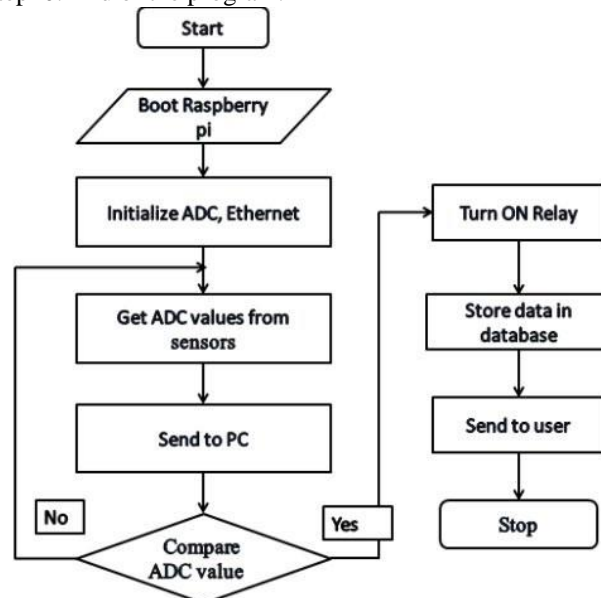 Start
Boot Raspberry
pi
Initialize ADC, Ethernet
Get ADC values from
sensors
Send to PC
No
Compare
ADC value
Yes
Turn ON Relay
Store data in
database
Send to user
Stop